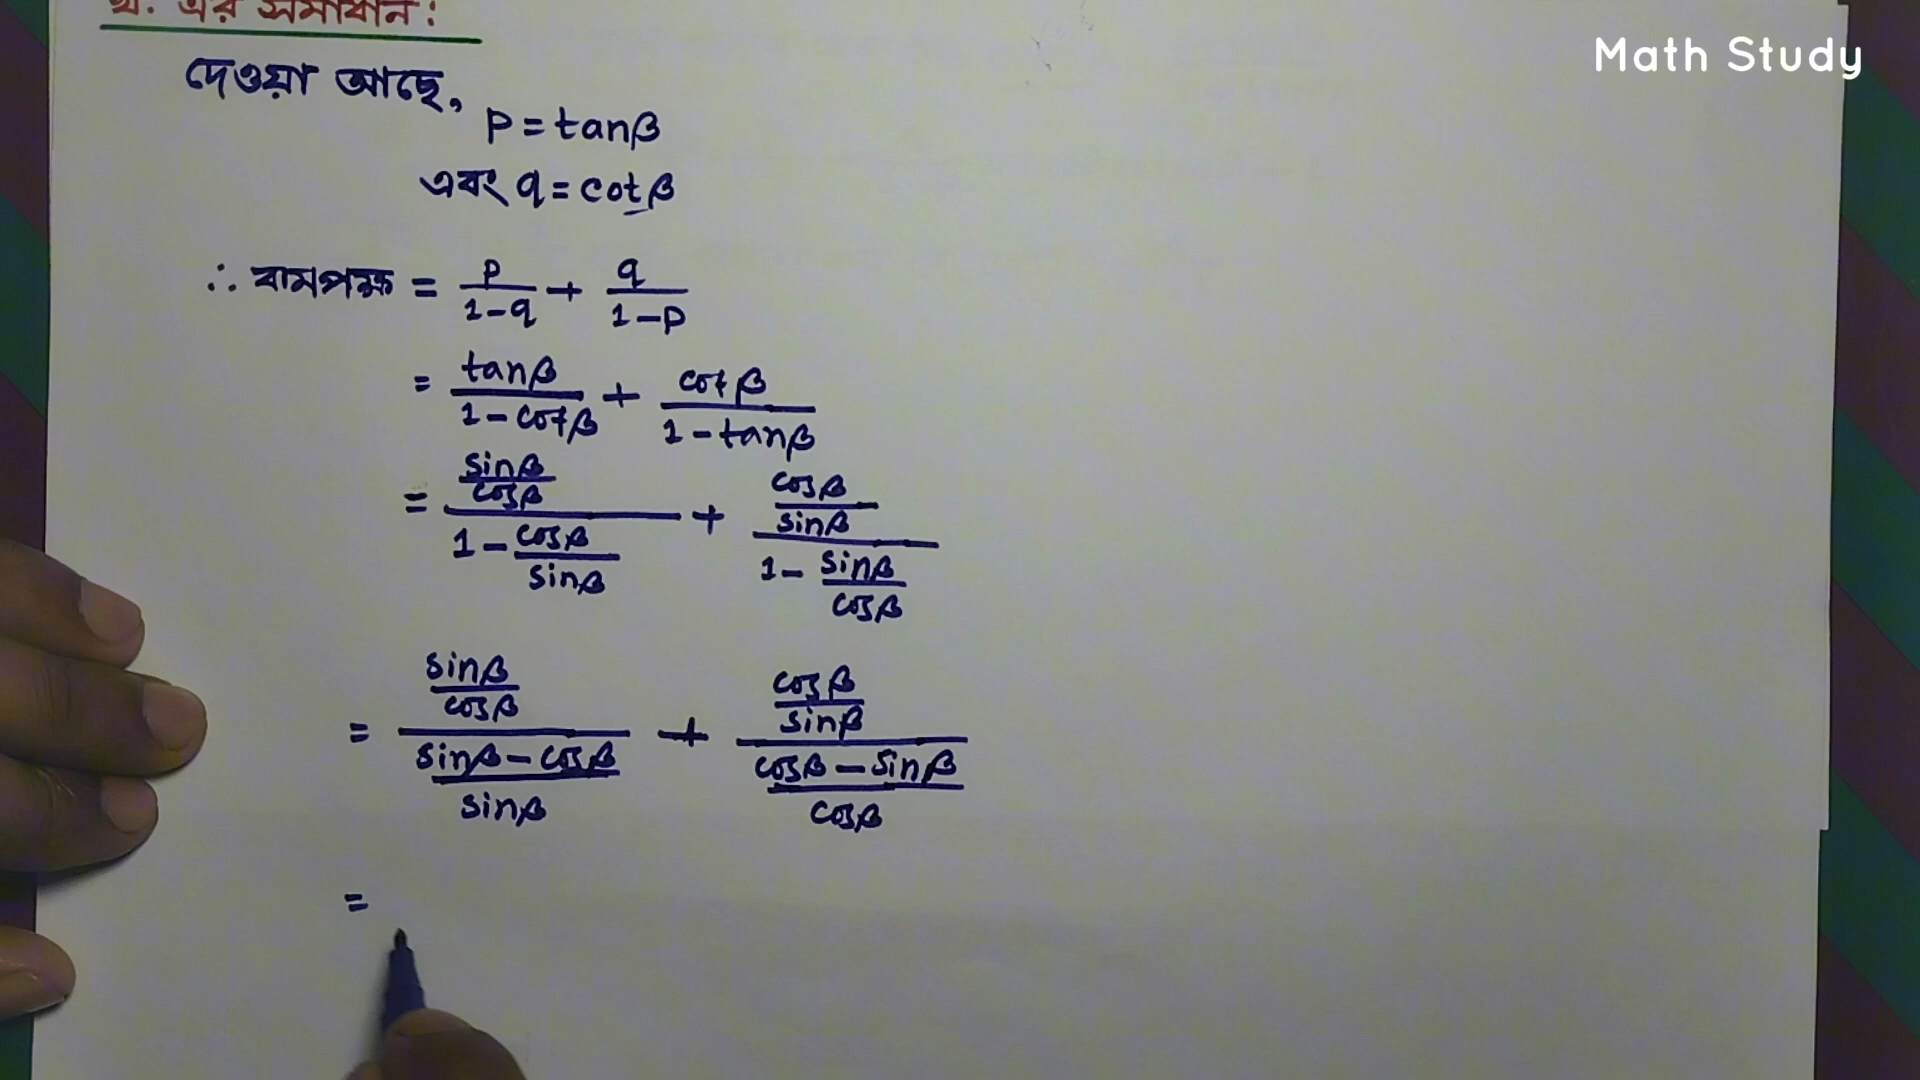 খ. এর সমাধান:
Math Study
দেওয়া আছে,
P = tanβ
এবং q = cotβ
∴ বামপক্ষ = p/(1-q) + q/(1-p)
= tanβ/(1-cotβ) + cotβ/(1-tanβ)
= (sinβ/cosβ)/(1-cosβ/sinβ) + (cosβ/sinβ)/(1-sinβ/cosβ)
= (sinβ/cosβ)/((sinβ-cosβ)/sinβ) + (cosβ/sinβ)/((cosβ-sinβ)/cosβ)
=